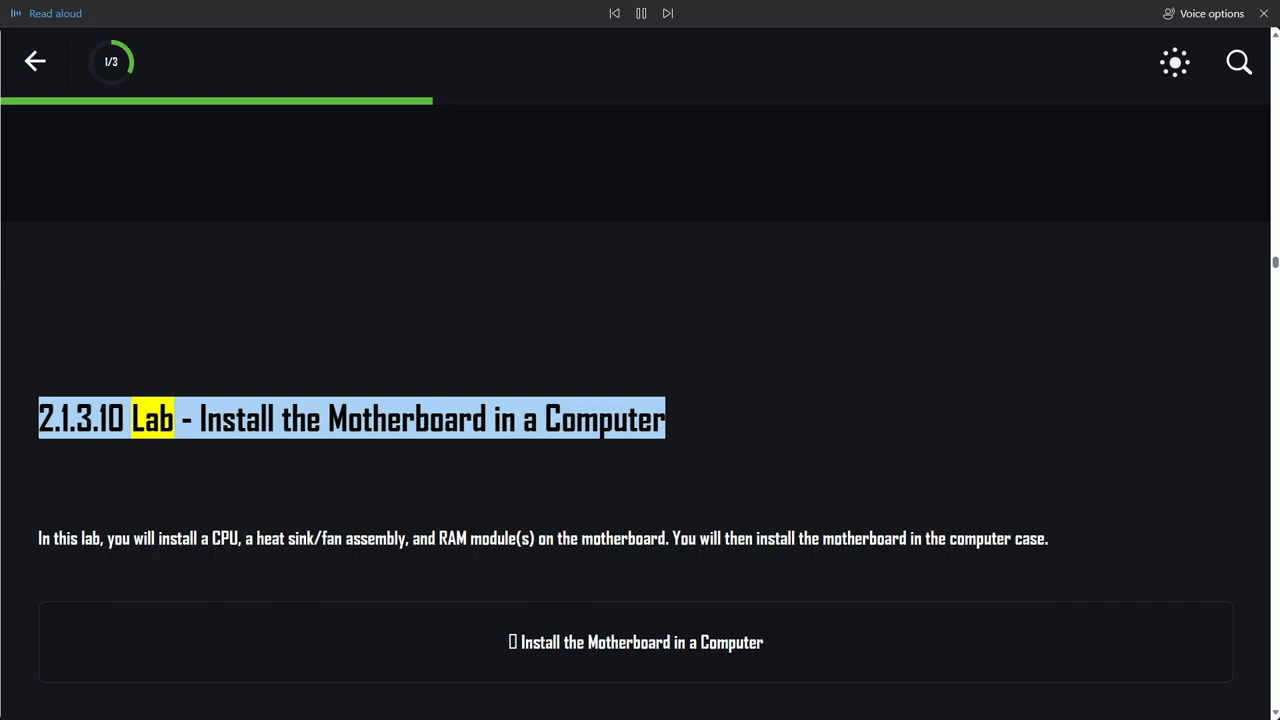 Read aloud
Voice options
1/3
2.1.3.10 Lab - Install the Motherboard in a Computer
In this lab, you will install a CPU, a heat sink/fan assembly, and RAM module(s) on the motherboard. You will then install the motherboard in the computer case.
Install the Motherboard in a Computer